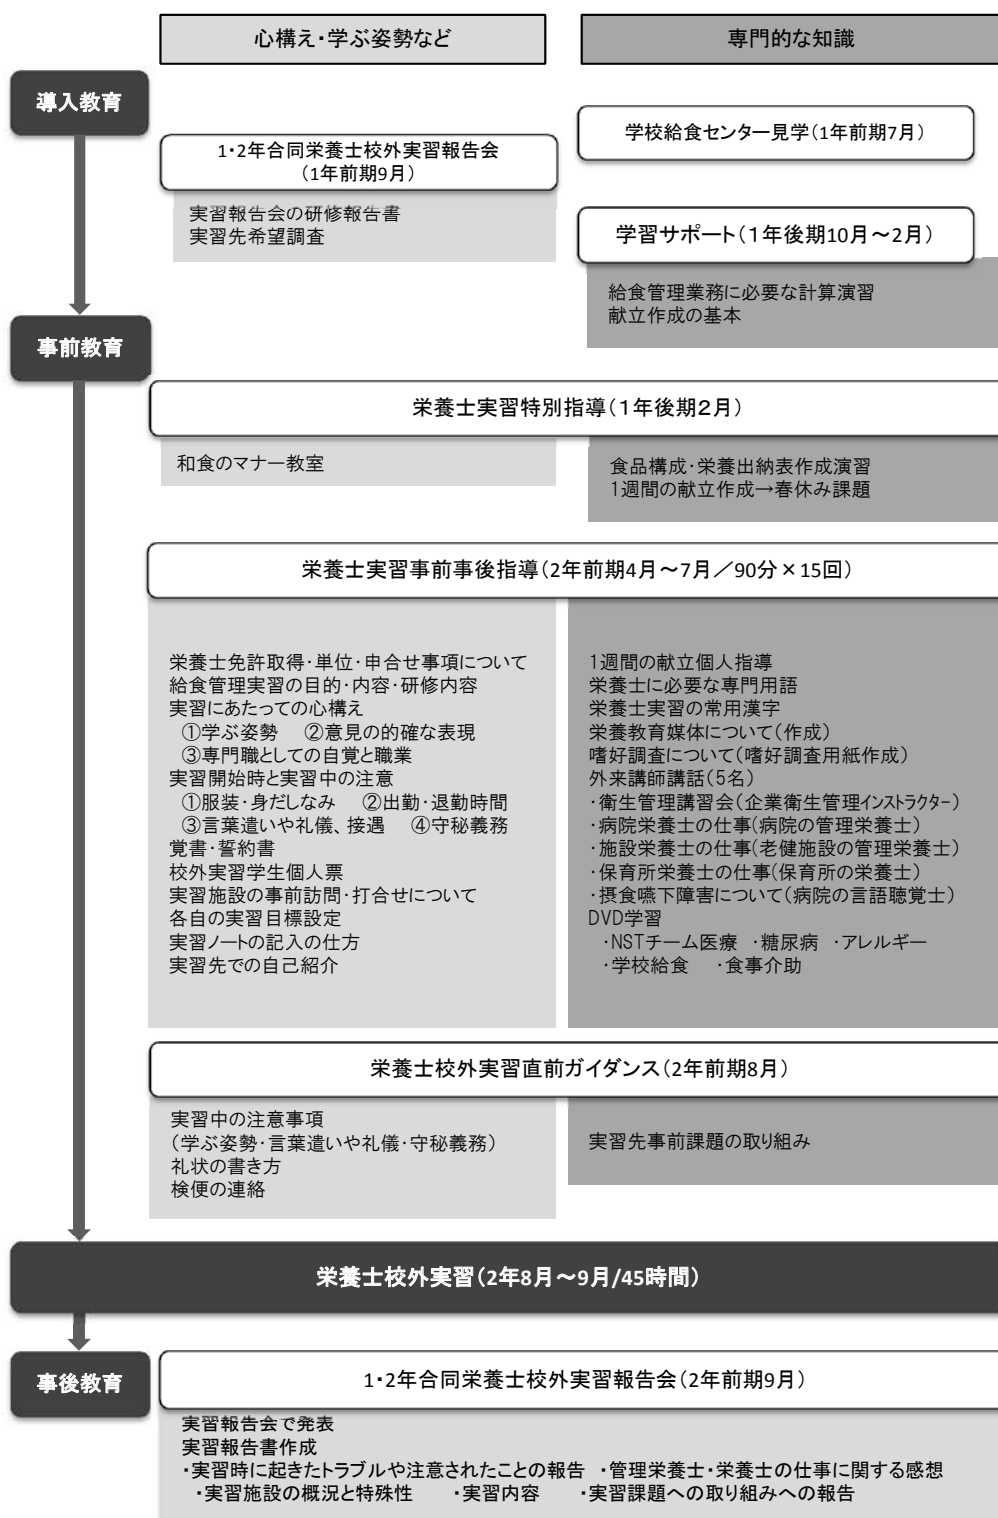 心構え・学ぶ姿勢など
専門的な知識
導入教育
学校給食センター見学(1年前期7月)
1・2年合同栄養士校外実習報告会
(1年前期9月)
実習報告会の研修報告書
実習先希望調査
学習サポート(1年後期10月～2月)
給食管理業務に必要な計算演習
献立作成の基本
事前教育
栄養士実習特別指導(1年後期2月)
和食のマナー教室
食品構成・栄養出納表作成演習
1週間の献立作成→春休み課題
栄養士実習事前事後指導(2年前期4月～7月／90分×15回)
栄養士免許取得・単位・申合せ事項について
給食管理実習の目的・内容・研修内容
実習にあたっての心構え
①学ぶ姿勢 ②意見の的確な表現
③専門職としての自覚と職業
実習開始時と実習中の注意
①服装・身だしなみ ②出勤・退勤時間
③言葉遣いや礼儀、接遇 ④守秘義務
覚書・誓約書
校外実習学生個人票
実習施設の事前訪問・打合せについて
各自の実習目標設定
実習ノートの記入の仕方
実習先での自己紹介
1週間の献立個人指導
栄養士に必要な専門用語
栄養士実習の常用漢字
栄養教育媒体について(作成)
嗜好調査について(嗜好調査用紙作成)
外来講師講話(5名)
・衛生管理講習会(企業衛生管理インストラクター)
・病院栄養士の仕事(病院の管理栄養士)
・施設栄養士の仕事(老健施設の管理栄養士)
・保育所栄養士の仕事(保育所の栄養士)
・摂食嚥下障害について(病院の言語聴覚士)
DVD学習
・NSTチーム医療 ・糖尿病 ・アレルギー
・学校給食 ・食事介助
栄養士校外実習直前ガイダンス(2年前期8月)
実習中の注意事項
(学ぶ姿勢・言葉遣いや礼儀・守秘義務)
礼状の書き方
検便の連絡
実習先事前課題の取り組み
栄養士校外実習(2年8月～9月/45時間)
事後教育
1・2年合同栄養士校外実習報告会(2年前期9月)
実習報告会で発表
実習報告書作成
・実習時に起きたトラブルや注意されたことの報告 ・管理栄養士・栄養士の仕事に関する感想
・実習施設の概況と特殊性 ・実習内容 ・実習課題への取り組みへの報告